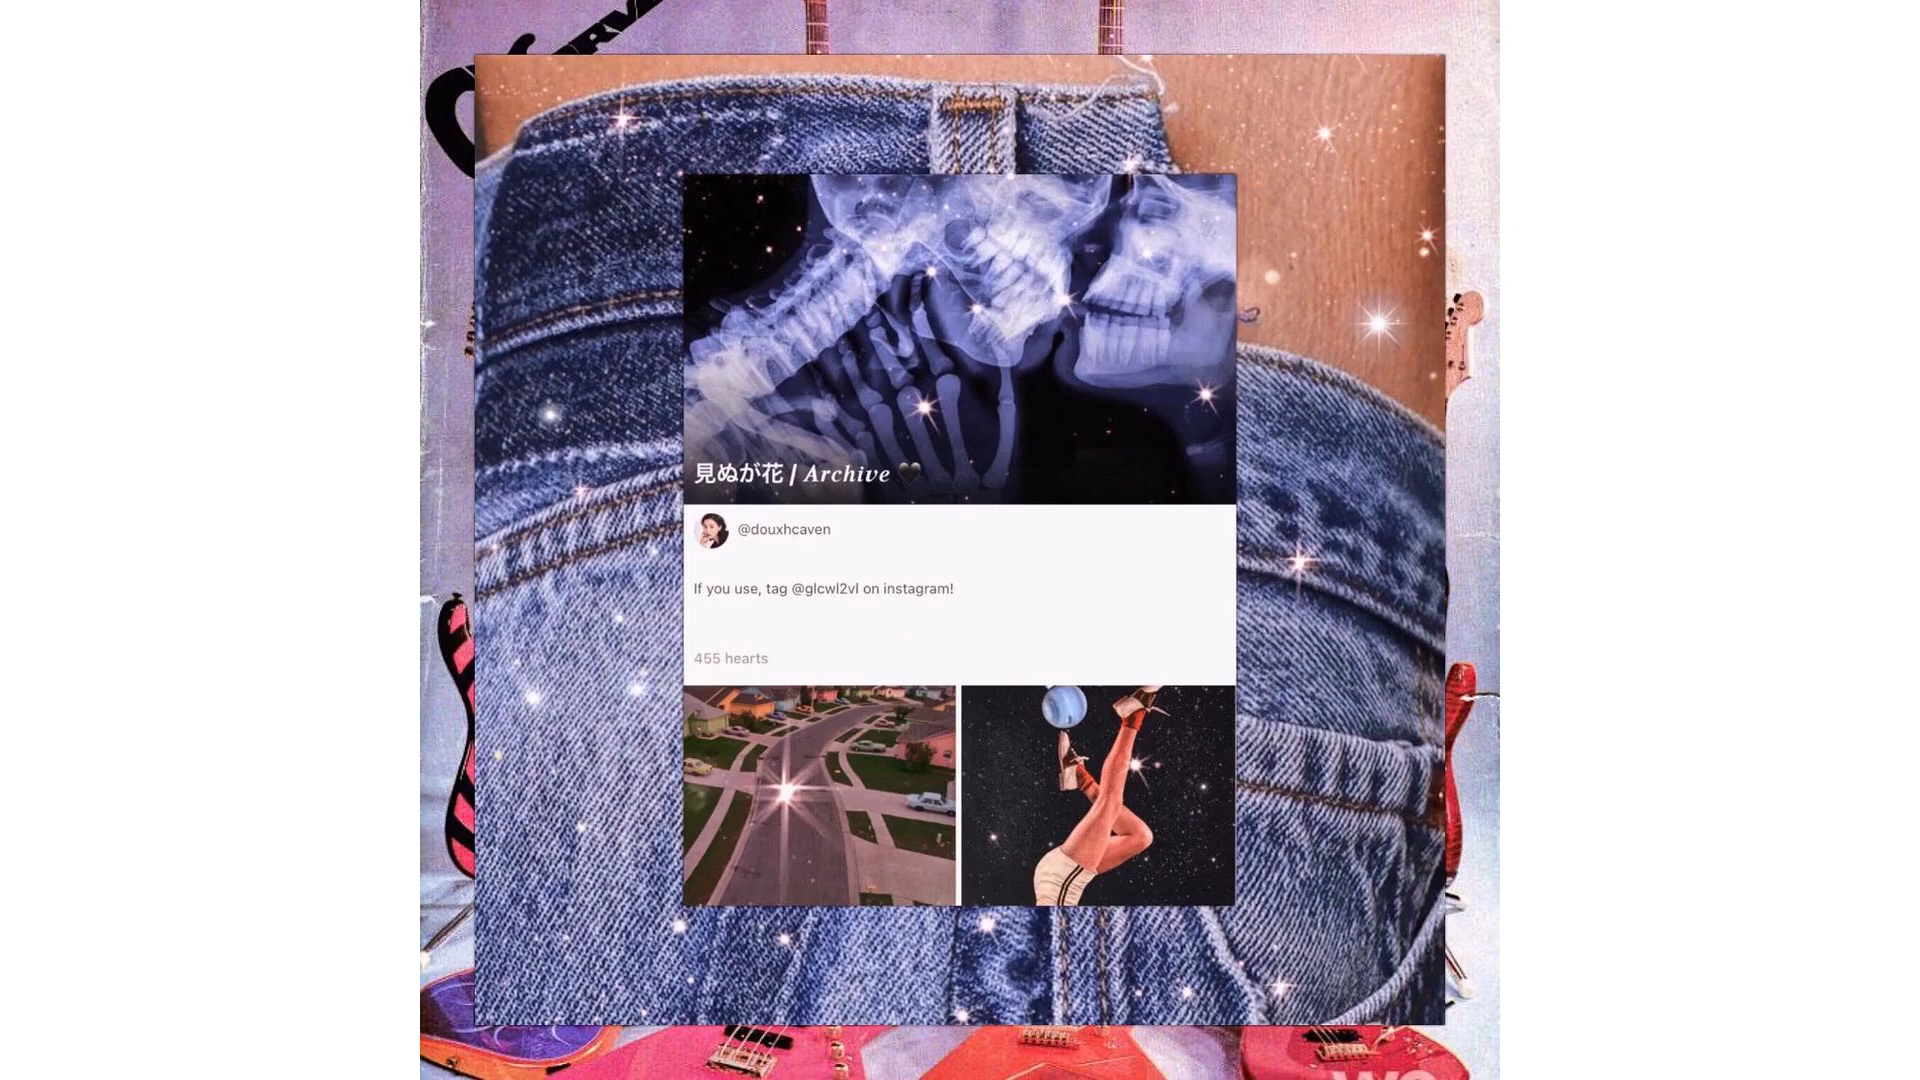 見ぬが花 | Archive 🖤
@douxhcaven
If you use, tag @glcwl2vl on instagram!
455 hearts